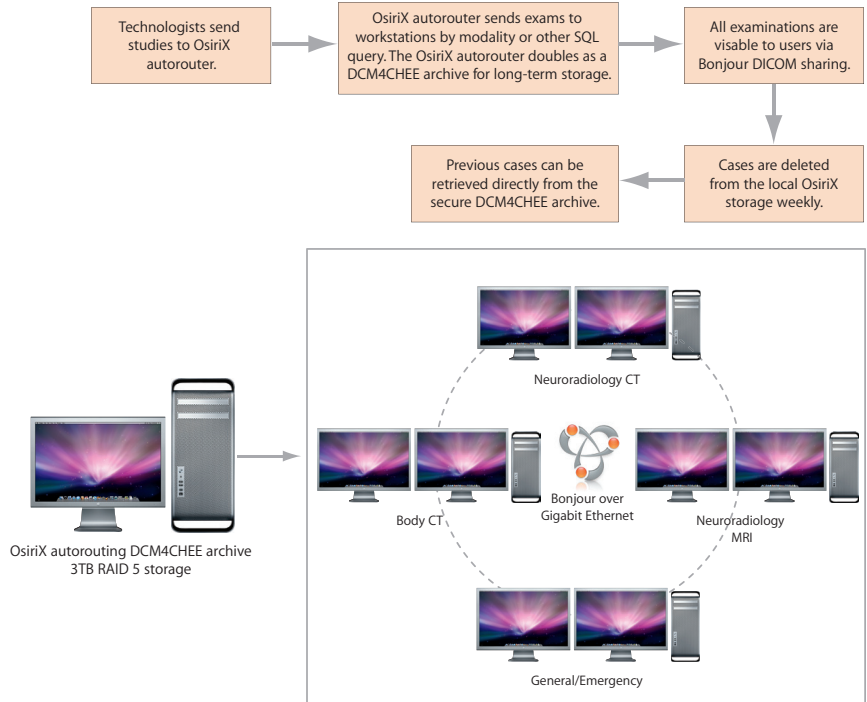 Technologists send
studies to OsiriX
autorouter.
OsiriX autorouter sends exams to
workstations by modality or other SQL
query. The OsiriX autorouter doubles as a
DCM4CHEE archive for long-term storage.
All examinations are
visable to users via
Bonjour DICOM sharing.
Previous cases can be
retrieved directly from the
secure DCM4CHEE archive.
Cases are deleted
from the local OsiriX
storage weekly.
Neuroradiology CT
Body CT
Bonjour over
Gigabit Ethernet
Neuroradiology
MRI
OsiriX autorouting DCM4CHEE archive
3TB RAID 5 storage
General/Emergency